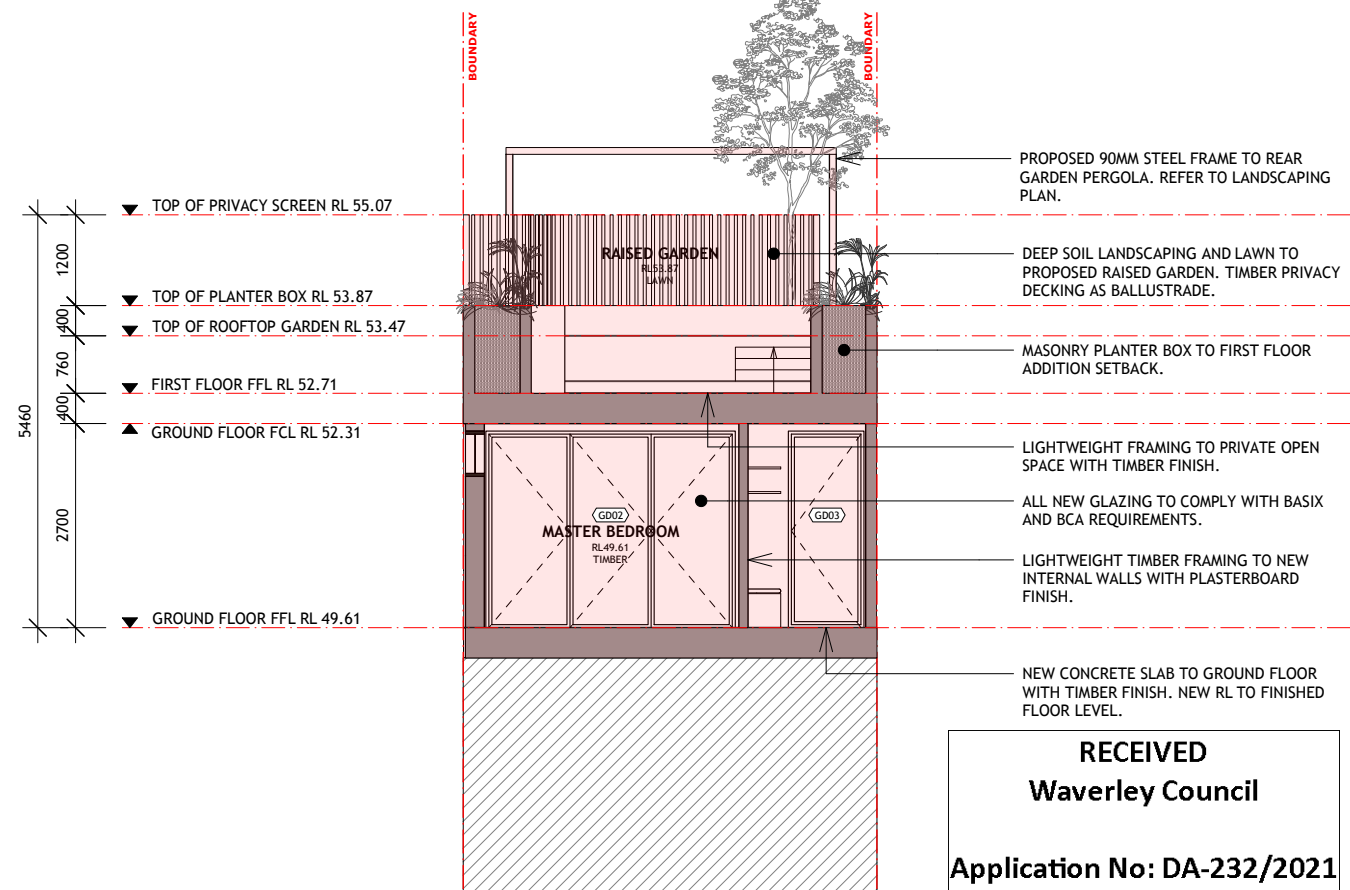 BOUNDARY
BOUNDARY
PROPOSED 90MM STEEL FRAME TO REAR
GARDEN PERGOLA. REFER TO LANDSCAPING
PLAN.
TOP OF PRIVACY SCREEN RL 55.07
1200
RAISED GARDEN
RL53.87
LAWN
DEEP SOIL LANDSCAPING AND LAWN TO
PROPOSED RAISED GARDEN. TIMBER PRIVACY
DECKING AS BALLUSTRADE.
TOP OF PLANTER BOX RL 53.87
400
TOP OF ROOFTOP GARDEN RL 53.47
760
MASONRY PLANTER BOX TO FIRST FLOOR
ADDITION SETBACK.
FIRST FLOOR FFL RL 52.71
400
5460
GROUND FLOOR FCL RL 52.31
LIGHTWEIGHT FRAMING TO PRIVATE OPEN
SPACE WITH TIMBER FINISH.
ALL NEW GLAZING TO COMPLY WITH BASIX
AND BCA REQUIREMENTS.
2700
GD02
GD03
MASTER BEDROOM
RL49.61
TIMBER
LIGHTWEIGHT TIMBER FRAMING TO NEW
INTERNAL WALLS WITH PLASTERBOARD
FINISH.
GROUND FLOOR FFL RL 49.61
NEW CONCRETE SLAB TO GROUND FLOOR
WITH TIMBER FINISH. NEW RL TO FINISHED
FLOOR LEVEL.
RECEIVED
Waverley Council
Application No: DA-232/2021